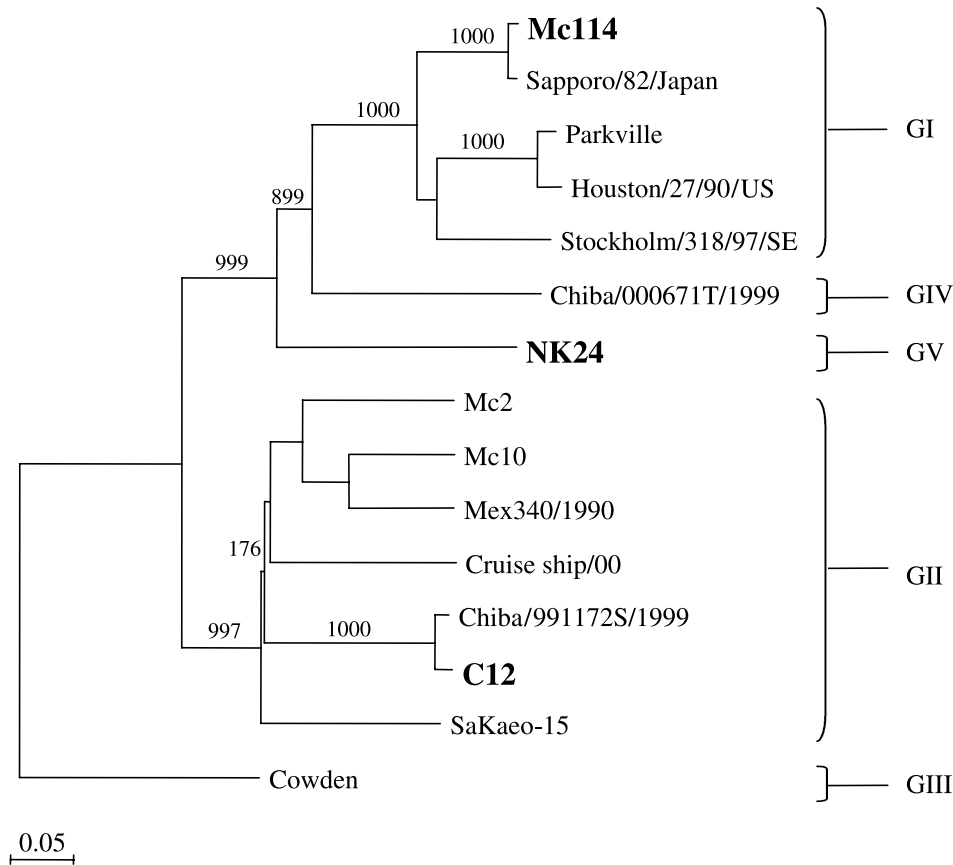 1000
Mc114
Sapporo/82/Japan
1000
1000
Parkville
GI
Houston/27/90/US
899
Stockholm/318/97/SE
999
Chiba/000671T/1999
GIV
NK24
GV
Mc2
Mc10
Mex340/1990
176
Cruise ship/00
GII
997
1000
Chiba/991172S/1999
C12
SaKaeo-15
Cowden
GIII
0.05